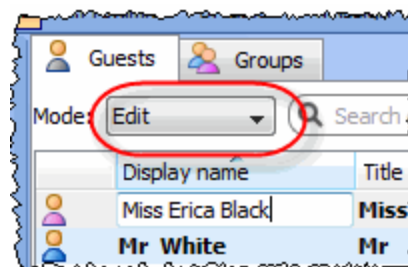 Guests Groups
Mode: Edit Search
Display name Title
Miss Erica Black Miss
Mr White Mr